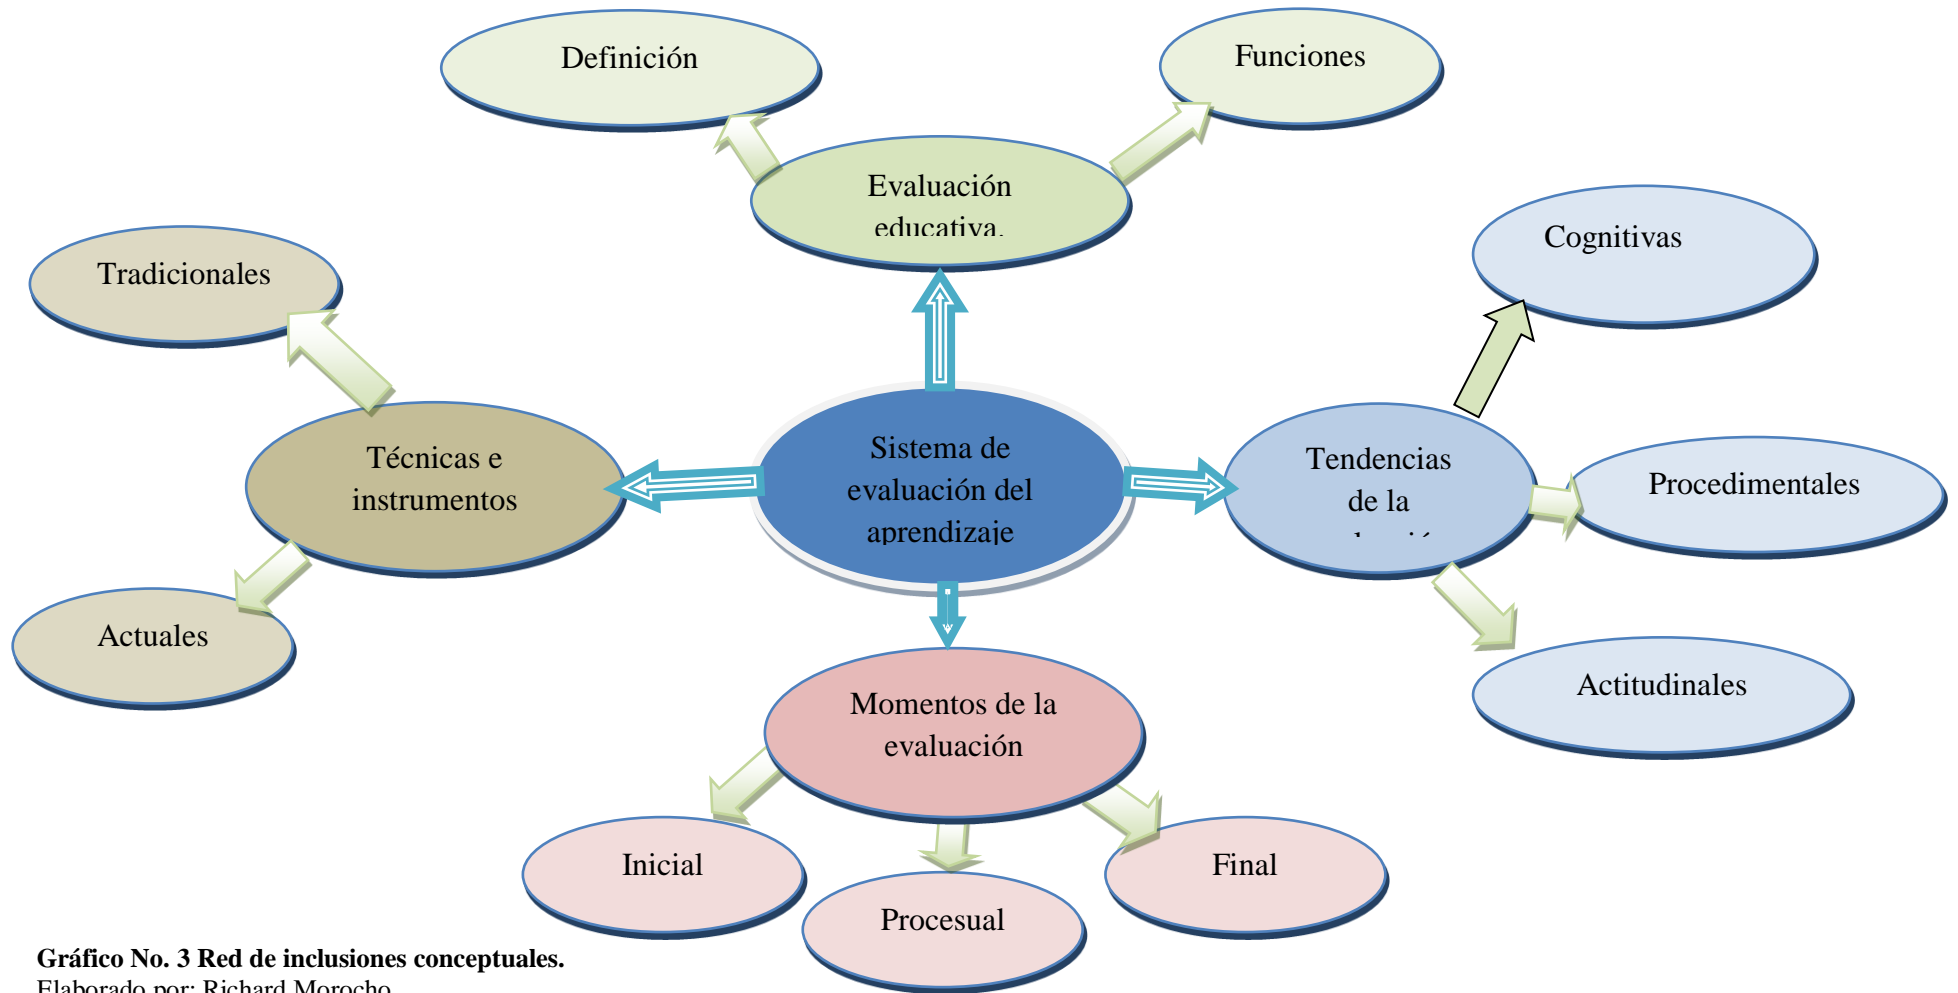 Definición
Funciones
Evaluación
educativa.
Cognitivas
Tradicionales
Sistema de
evaluación del
aprendizaje
Técnicas e
instrumentos
Tendencias
de la
Procedimentales
Actuales
Actitudinales
Momentos de la
evaluación
Inicial
Procesual
Final
Gráfico No. 3 Red de inclusiones conceptuales.
Elaborado por: Richard Morocho